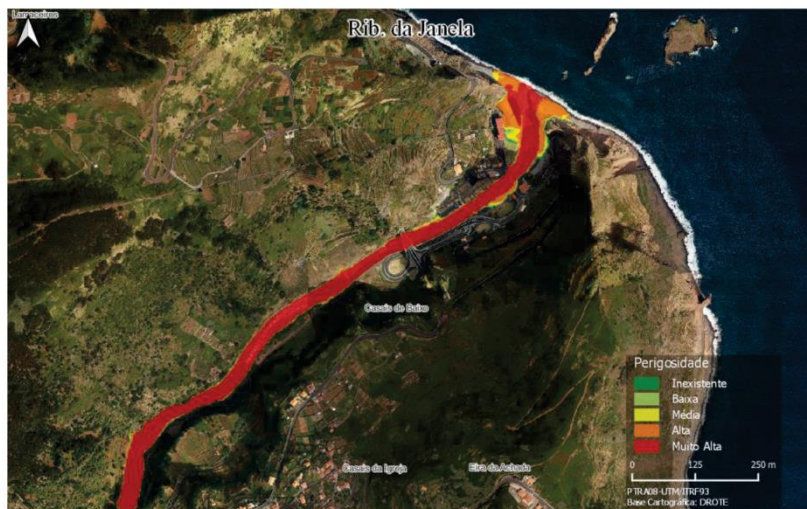 Lamaceiros
Rib. da Janela
Casais de Baixo
Casais da Igreja
Eira da Achada
Perigosidade
Inexistente
Baixa
Média
Alta
Muito Alta
0 125 250 m
PTRA08-UTM/ITRF93
Base Cartográfica: DROTE